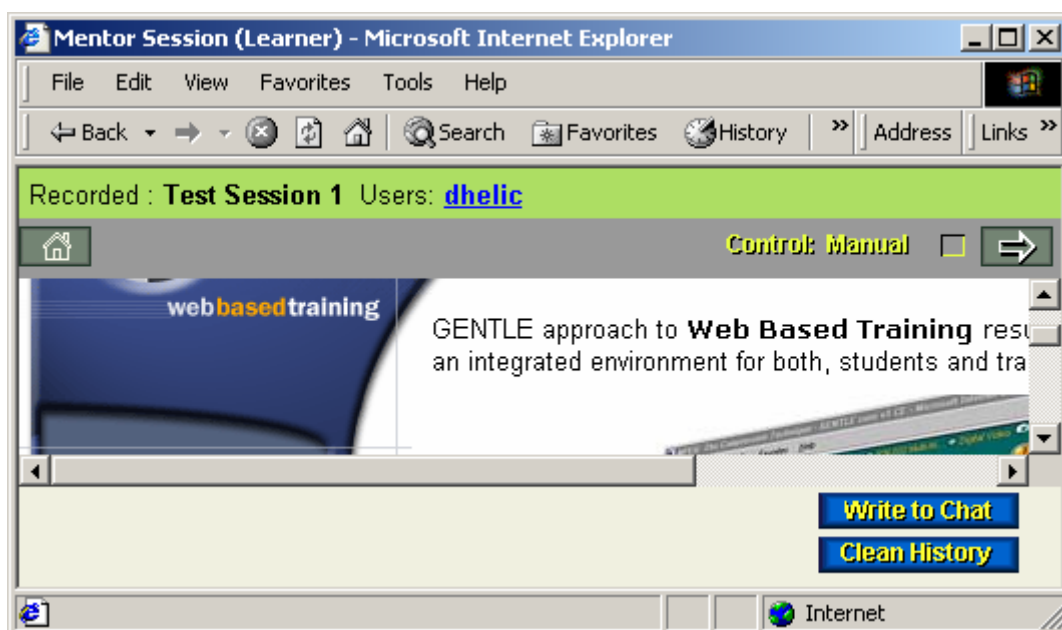 Mentor Session (Learner) - Microsoft Internet Explorer
File Edit View Favorites Tools Help
Back Search Favorites History » Address Links »
Recorded : Test Session 1 Users: dhelic
Control: Manual
webbasedtraining
GENTLE approach to Web Based Training
an integrated environment for both, students and
Write to Chat
Clean History
Internet